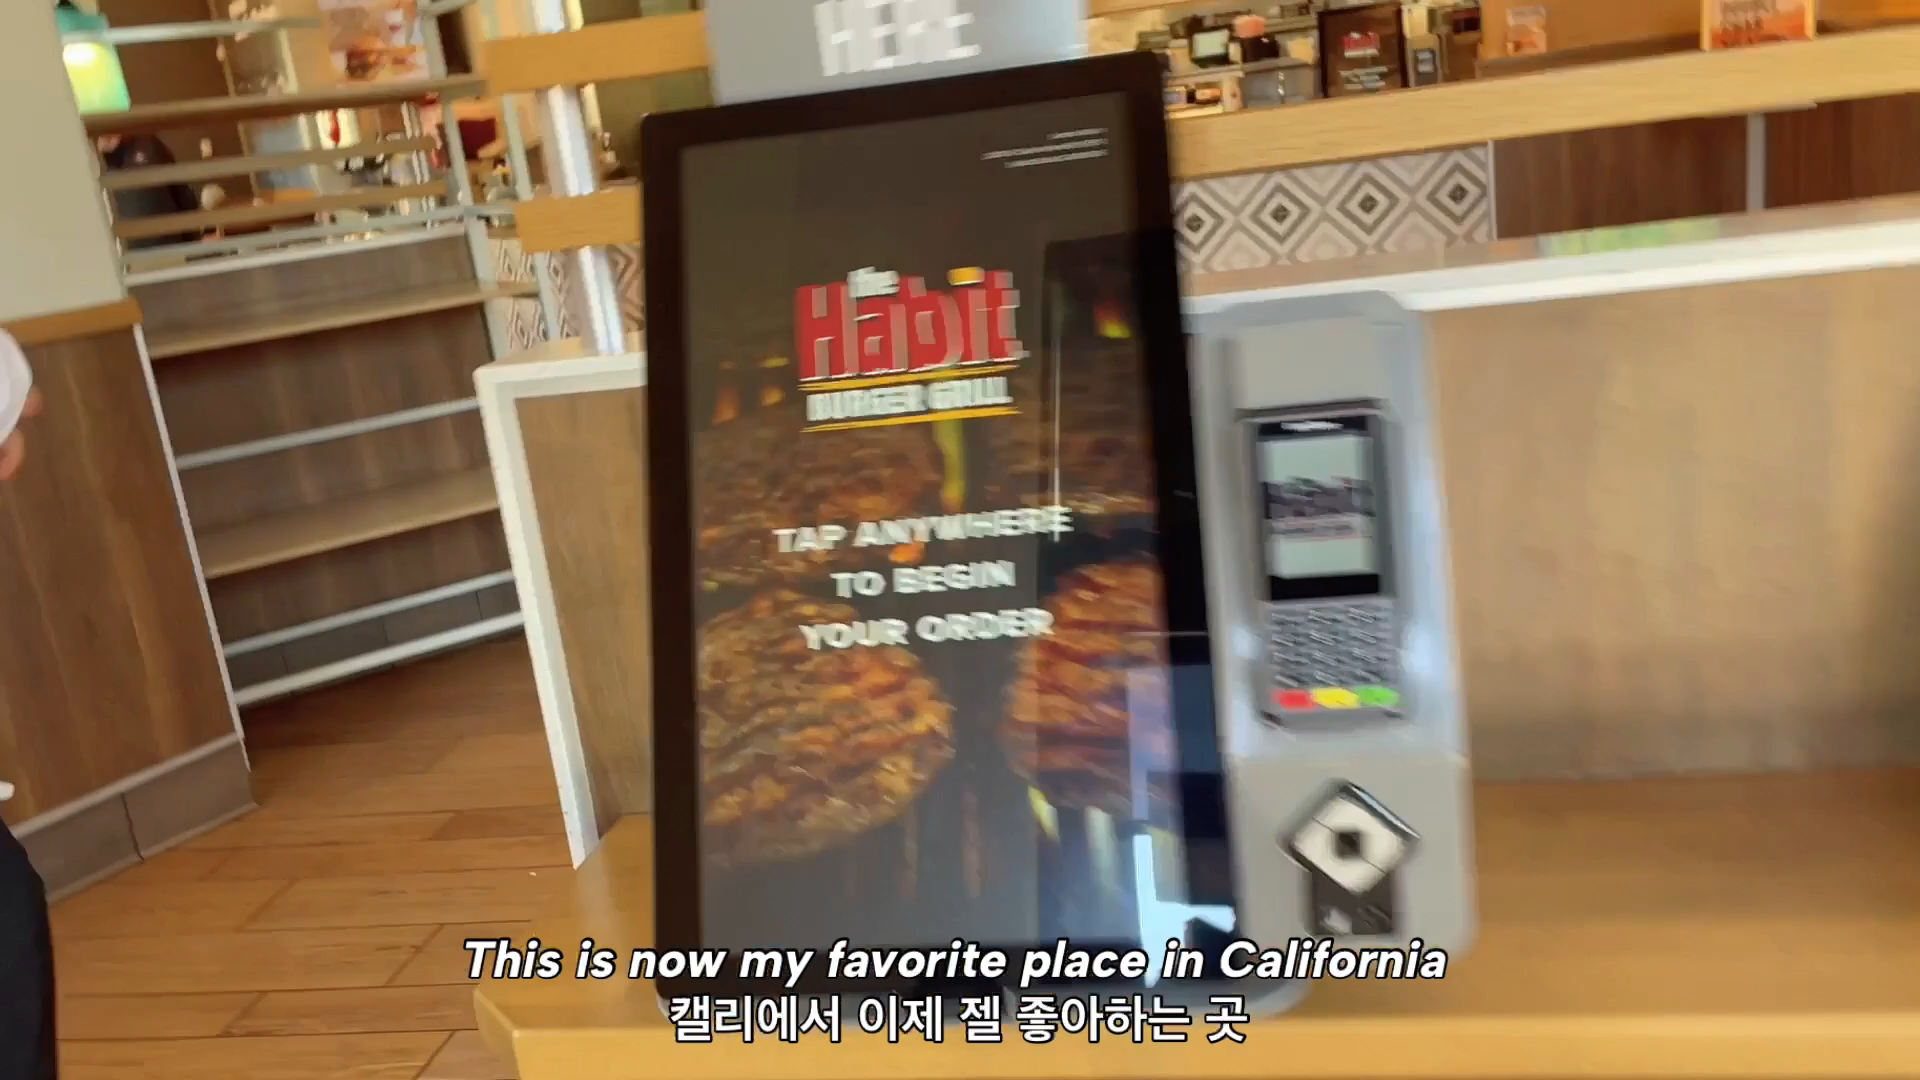 HERE
the
Habit
BURGER GRILL
TAP ANYWHERE
TO BEGIN
YOUR ORDER
This is now my favorite place in California
캘리에서 이제 젤 좋아하는 곳